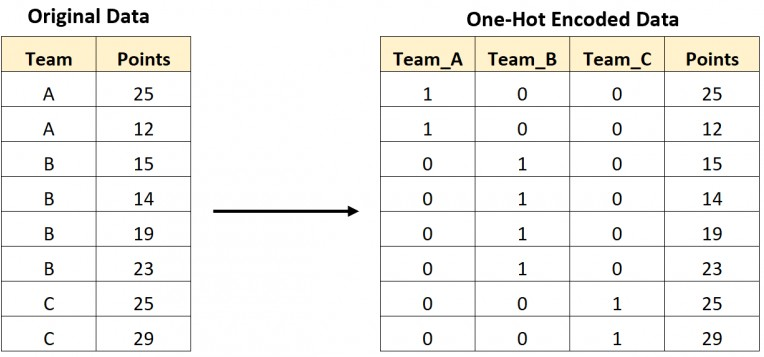 Original Data
One-Hot Encoded Data
Team Points Team_A Team_B Team_C Points
A 25 1 0 0 25
A 12 1 0 0 12
B 15 0 1 0 15
B 14 0 1 0 14
B 19 0 1 0 19
B 23 0 1 0 23
C 25 0 0 1 25
C 29 0 0 1 29